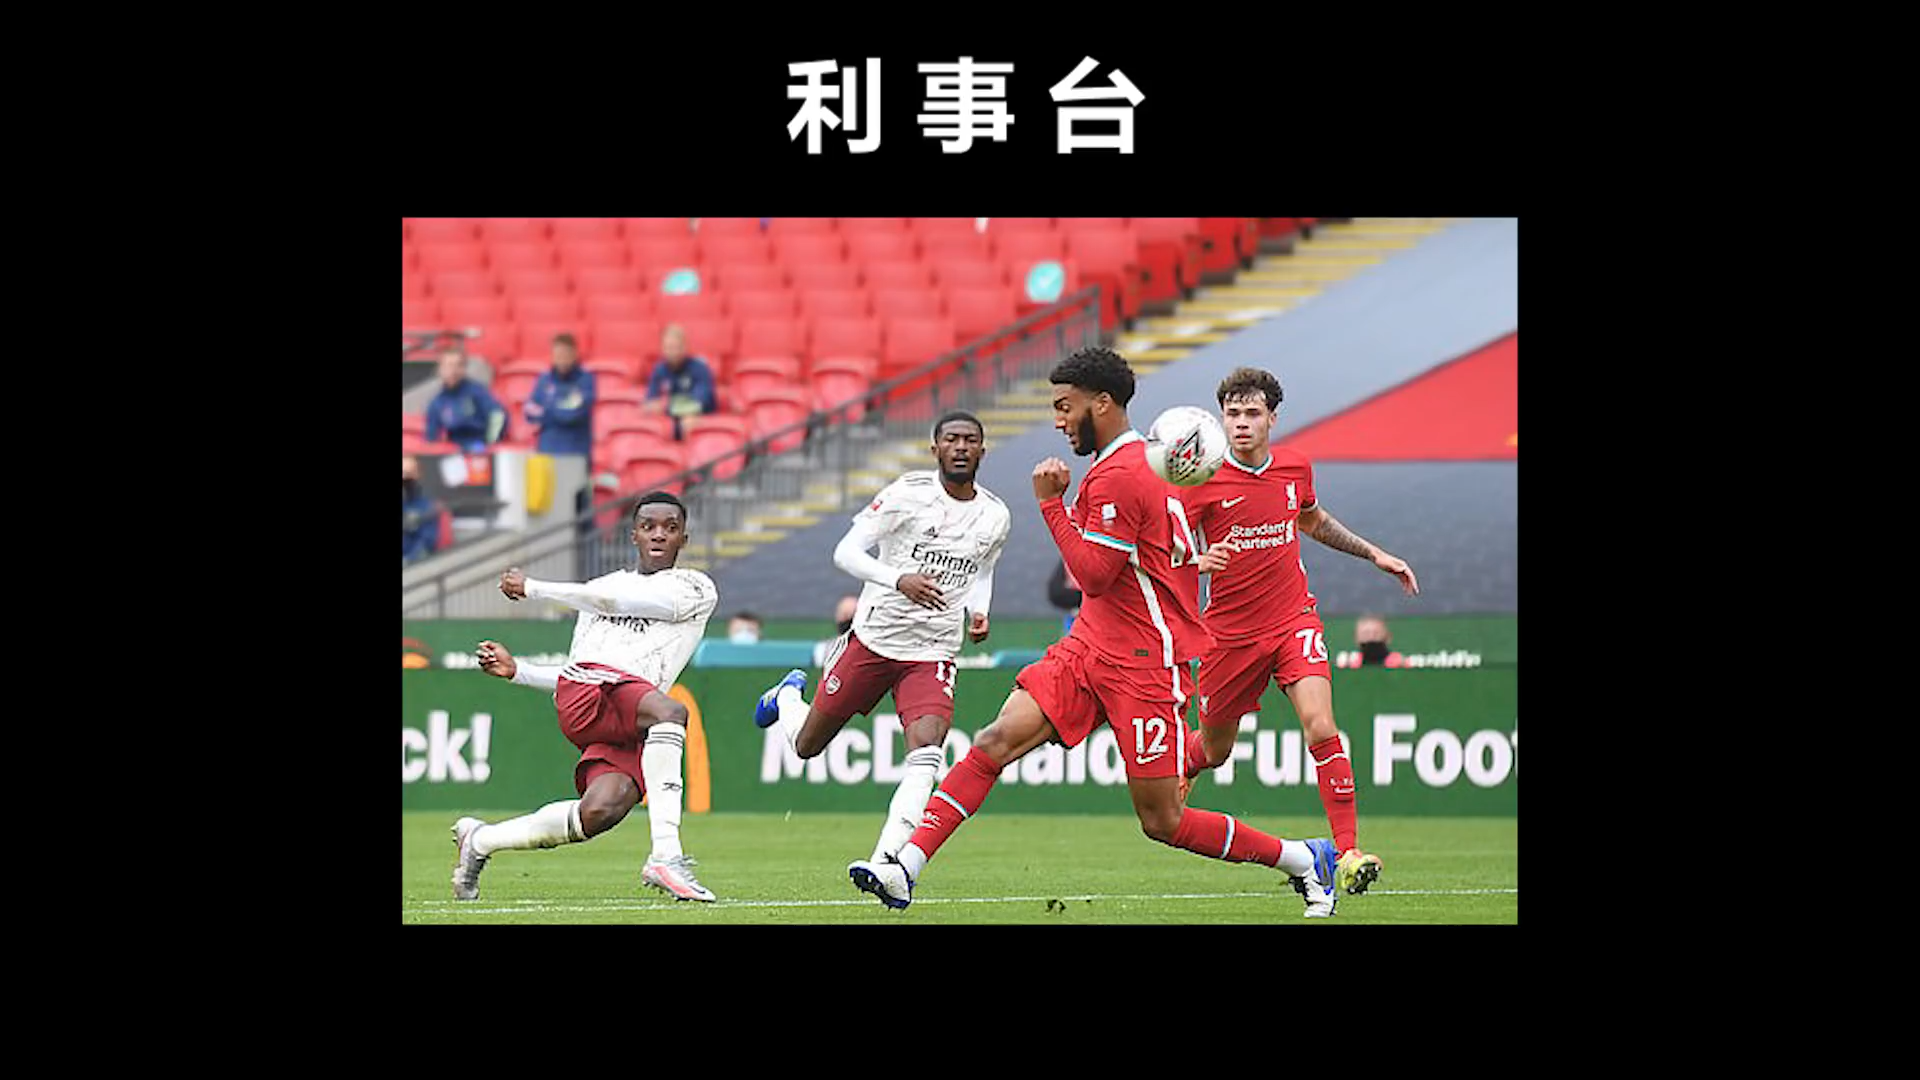 利事台
Emirates
Standard
Chartered
12
76
ck!
McDonald
Fun Foot